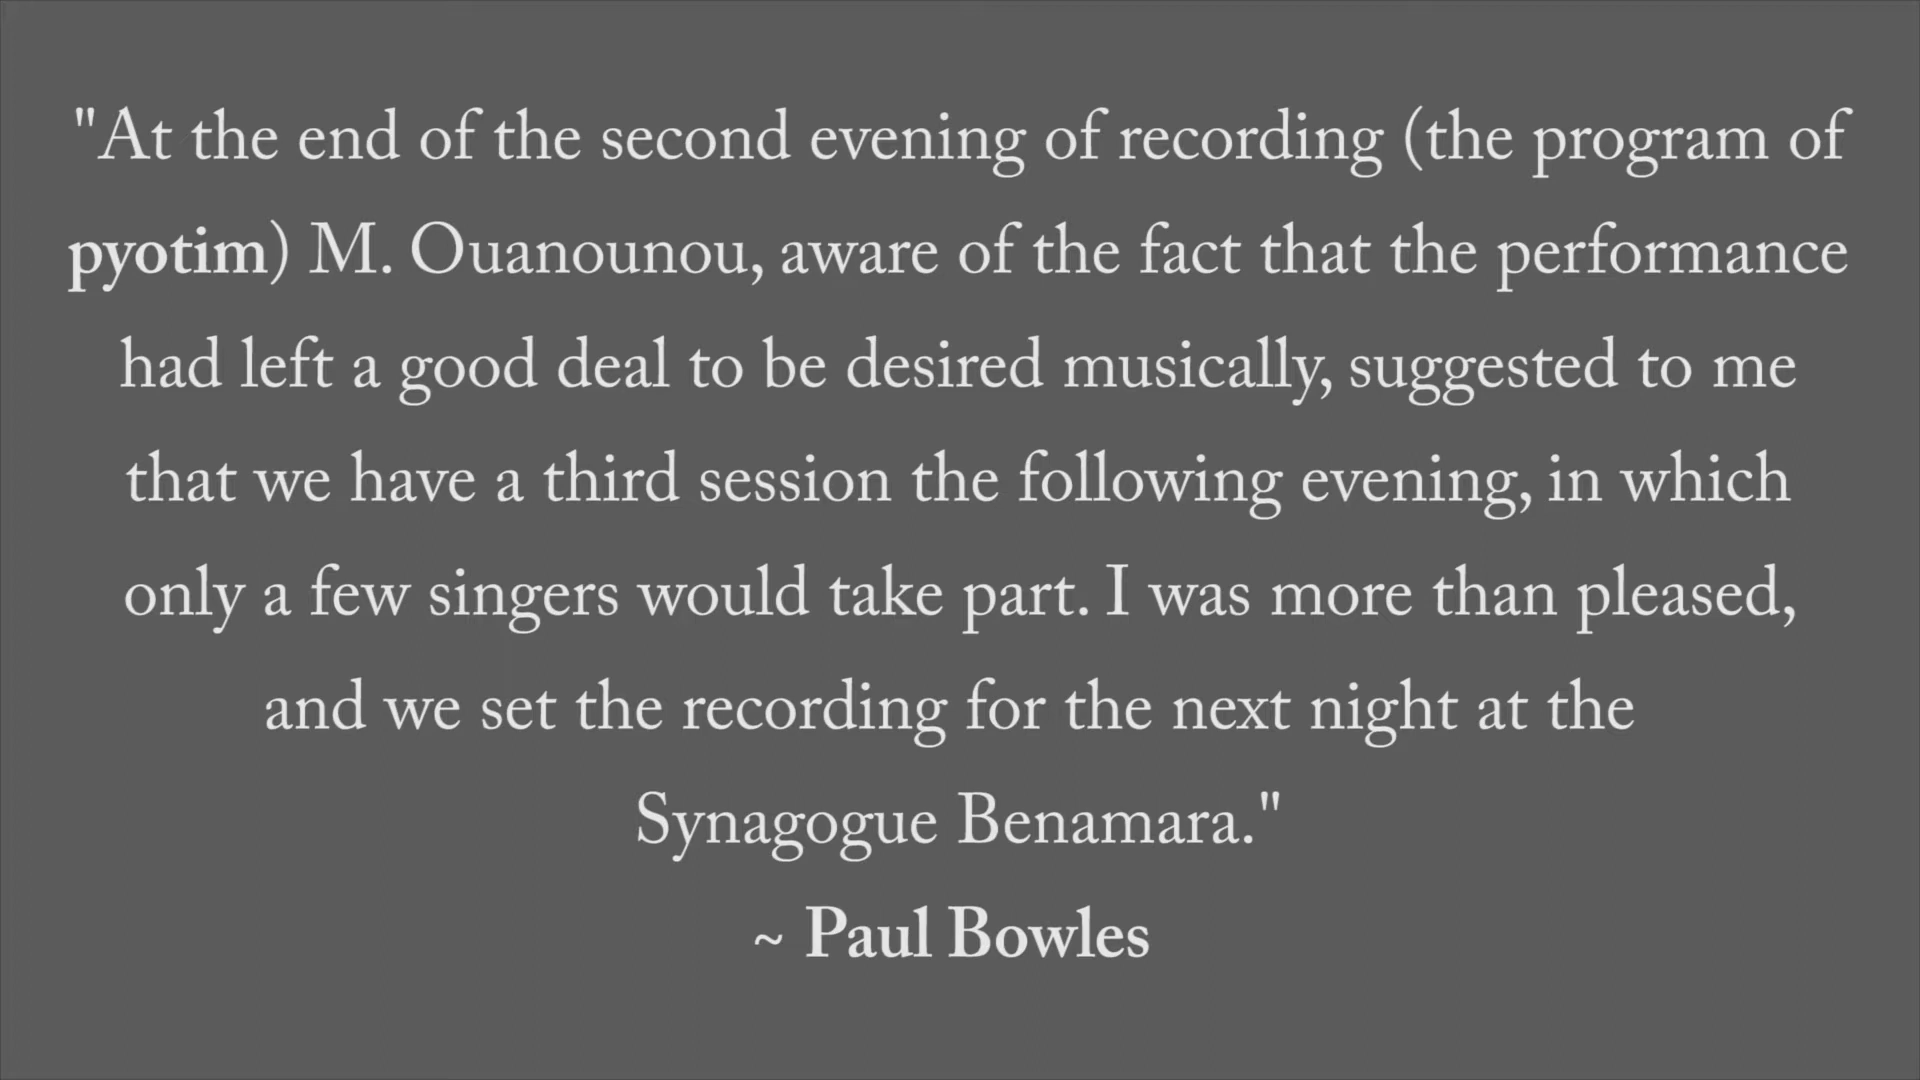 "At the end of the second evening of recording (the program of
pyotim) M. Ouanounou, aware of the fact that the performance
had left a good deal to be desired musically, suggested to me
that we have a third session the following evening, in which
only a few singers would take part. I was more than pleased,
and we set the recording for the next night at the
Synagogue Benamara."
~ Paul Bowles